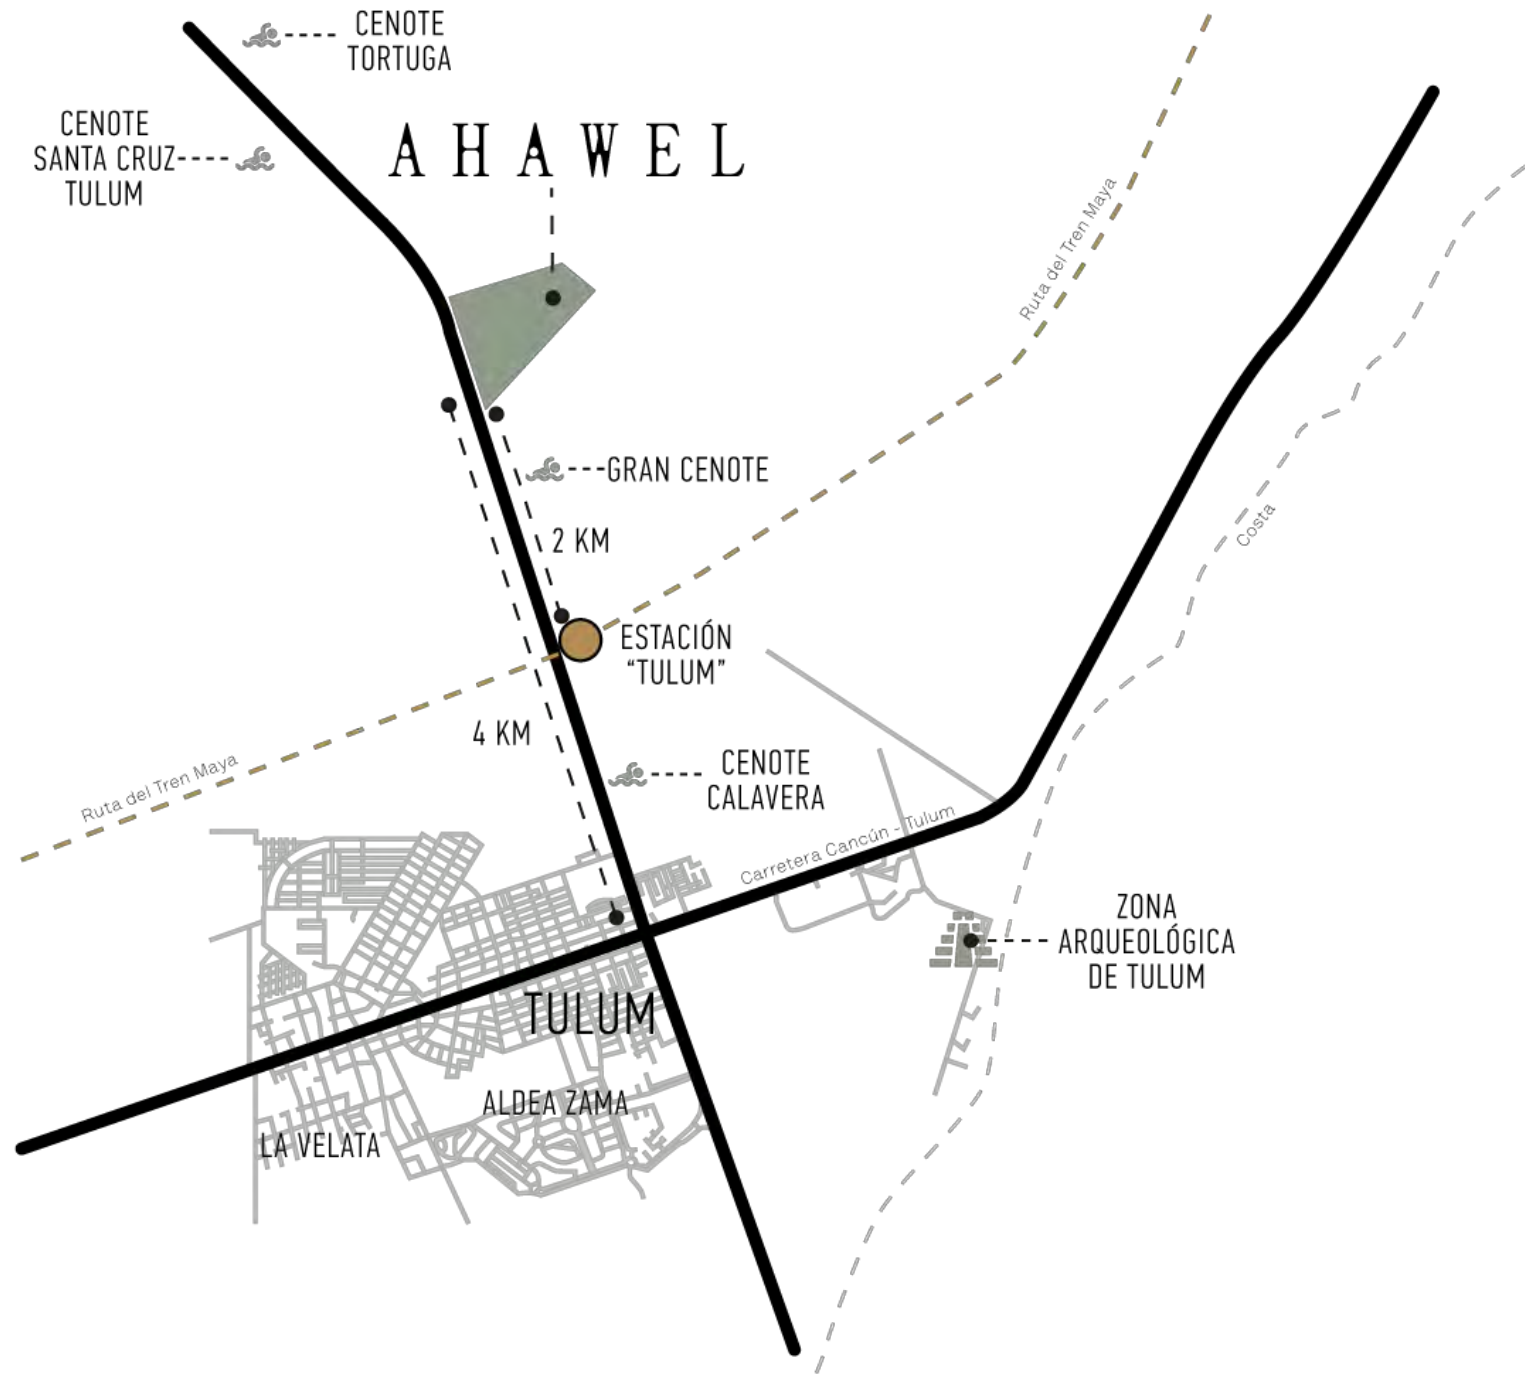 CENOTE
TORTUGA
CENOTE
SANTA CRUZ
TULUM
AHAWEL
Ruta del Tren Maya
GRAN CENOTE
2 KM
Costa
ESTACIÓN
“TULUM”
4 KM
Ruta del Tren Maya
CENOTE
CALAVERA
Carretera Cancún - Tulum
ZONA
ARQUEOLÓGICA
DE TULUM
TULUM
ALDEA ZAMA
LA VELATA